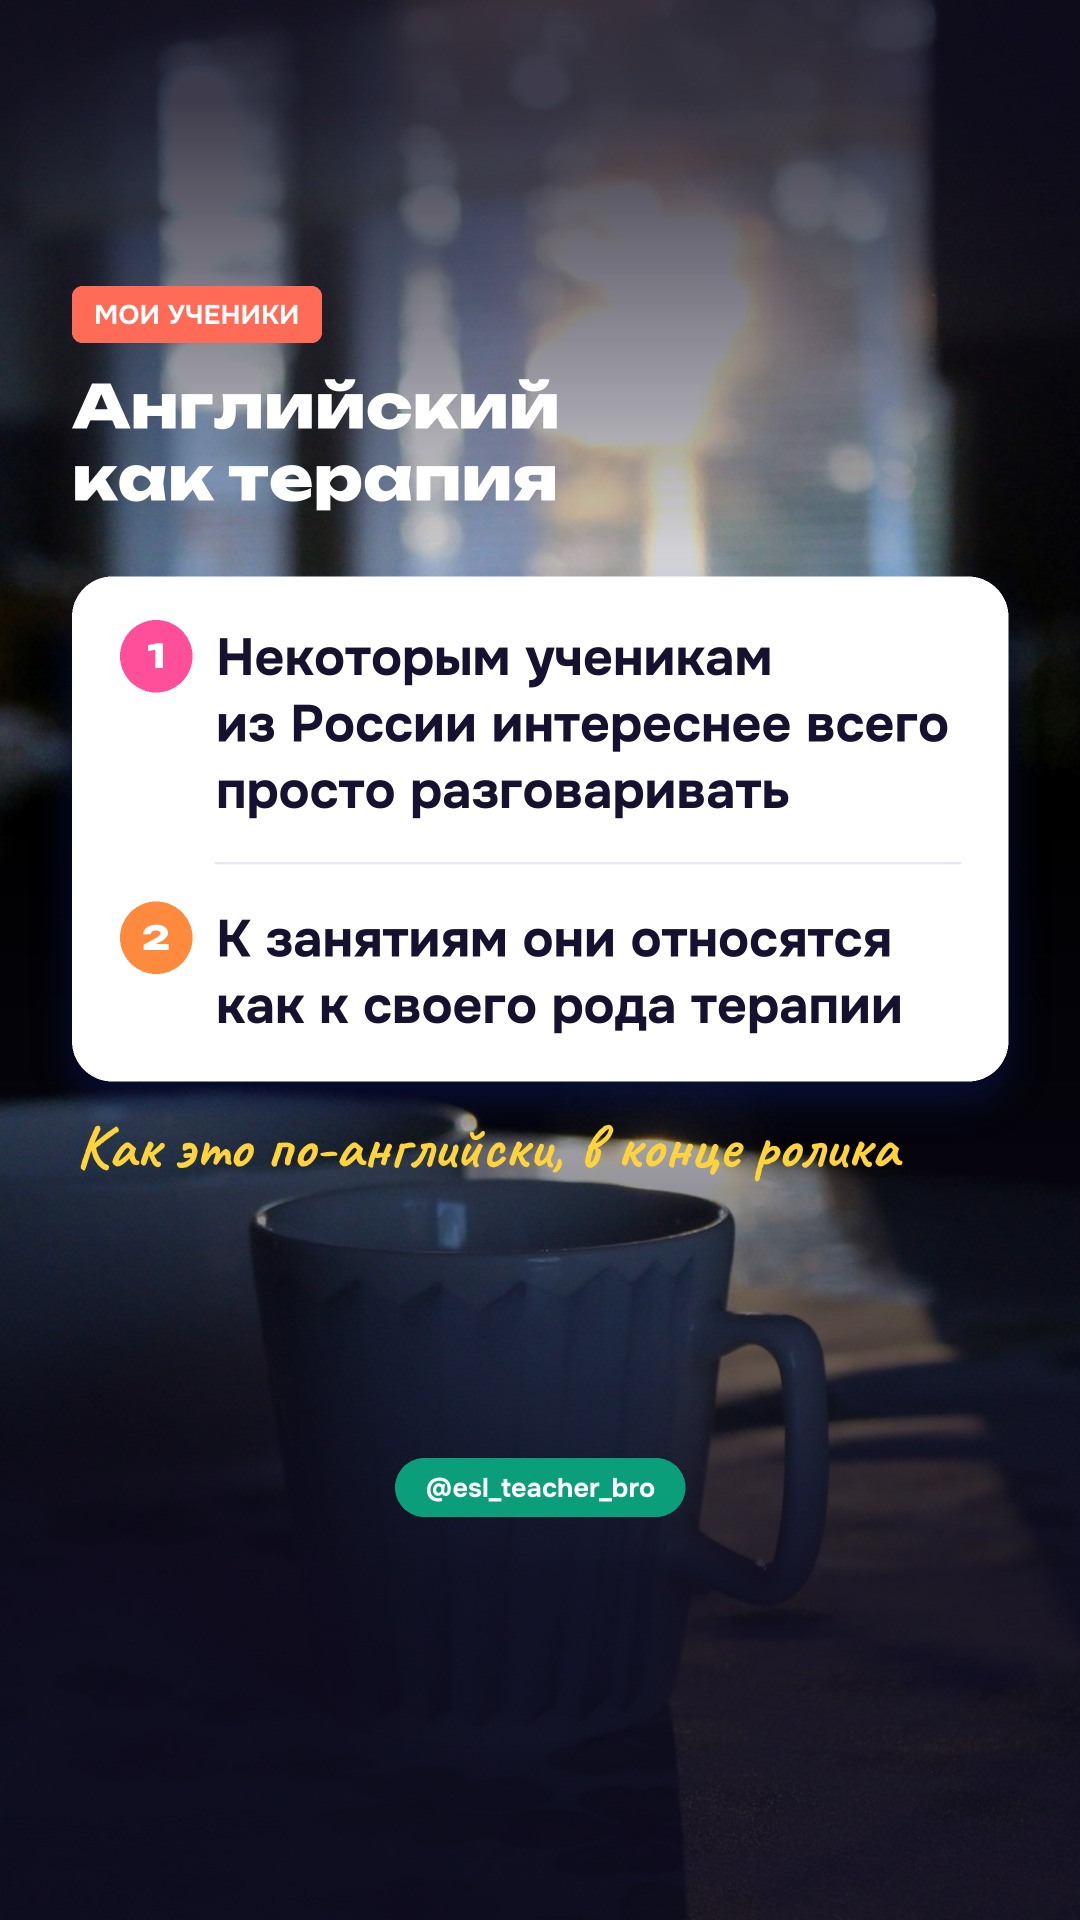 МОИ УЧЕНИКИ
Английский
как терапия
1 Некоторым ученикам
из России интереснее всего
просто разговаривать
2 К занятиям они относятся
как к своего рода терапии
Как это по-английски, в конце ролика
@esl_teacher_bro